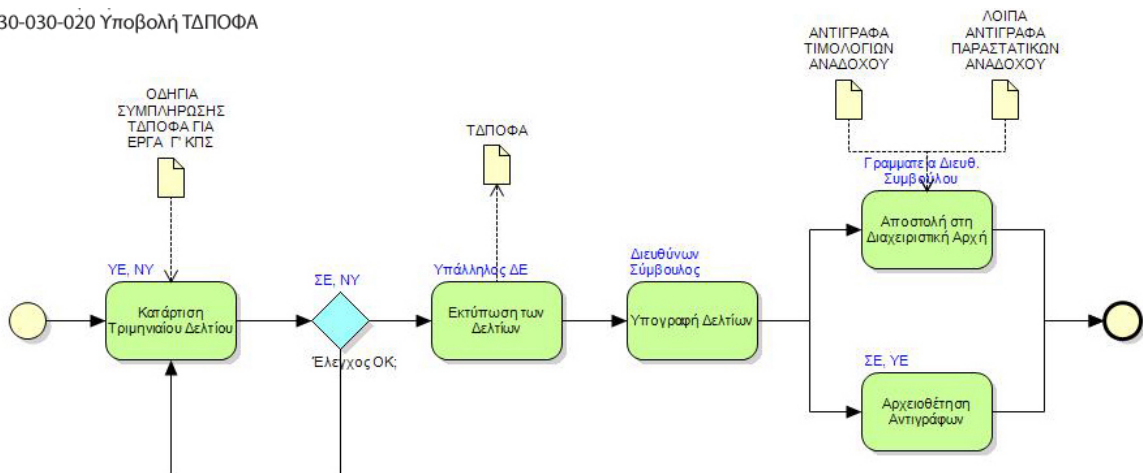 30-030-020 Υποβολή ΤΔΠΟΦΑ
ΑΝΤΙΓΡΑΦΑ
ΤΙΜΟΛΟΓΙΩΝ
ΑΝΑΔΟΧΟΥ
ΛΟΙΠΑ
ΑΝΤΙΓΡΑΦΑ
ΠΑΡΑΣΤΑΤΙΚΩΝ
ΑΝΑΔΟΧΟΥ
ΟΔΗΓΙΑ
ΣΥΜΠΛΗΡΩΣΗΣ
ΤΔΠΟΦΑ ΓΙΑ
ΕΡΓΑ Γ' ΚΠΣ
ΤΔΠΟΦΑ
Γραμματεία Διευθ.
Συμβούλου
Αποστολή στη
Διαχειριστική Αρχή
ΥΕ, ΝΥ
Κατάρτιση
Τριμηνιαίου Δελτίου
ΣΕ, ΝΥ
Έλεγχος ΟΚ;
Υπάλληλος ΔΕ
Εκτύπωση των
Δελτίων
Διευθύνων
Σύμβουλος
Υπογραφή Δελτίων
ΣΕ, ΥΕ
Αρχειοθέτηση
Αντιγράφων